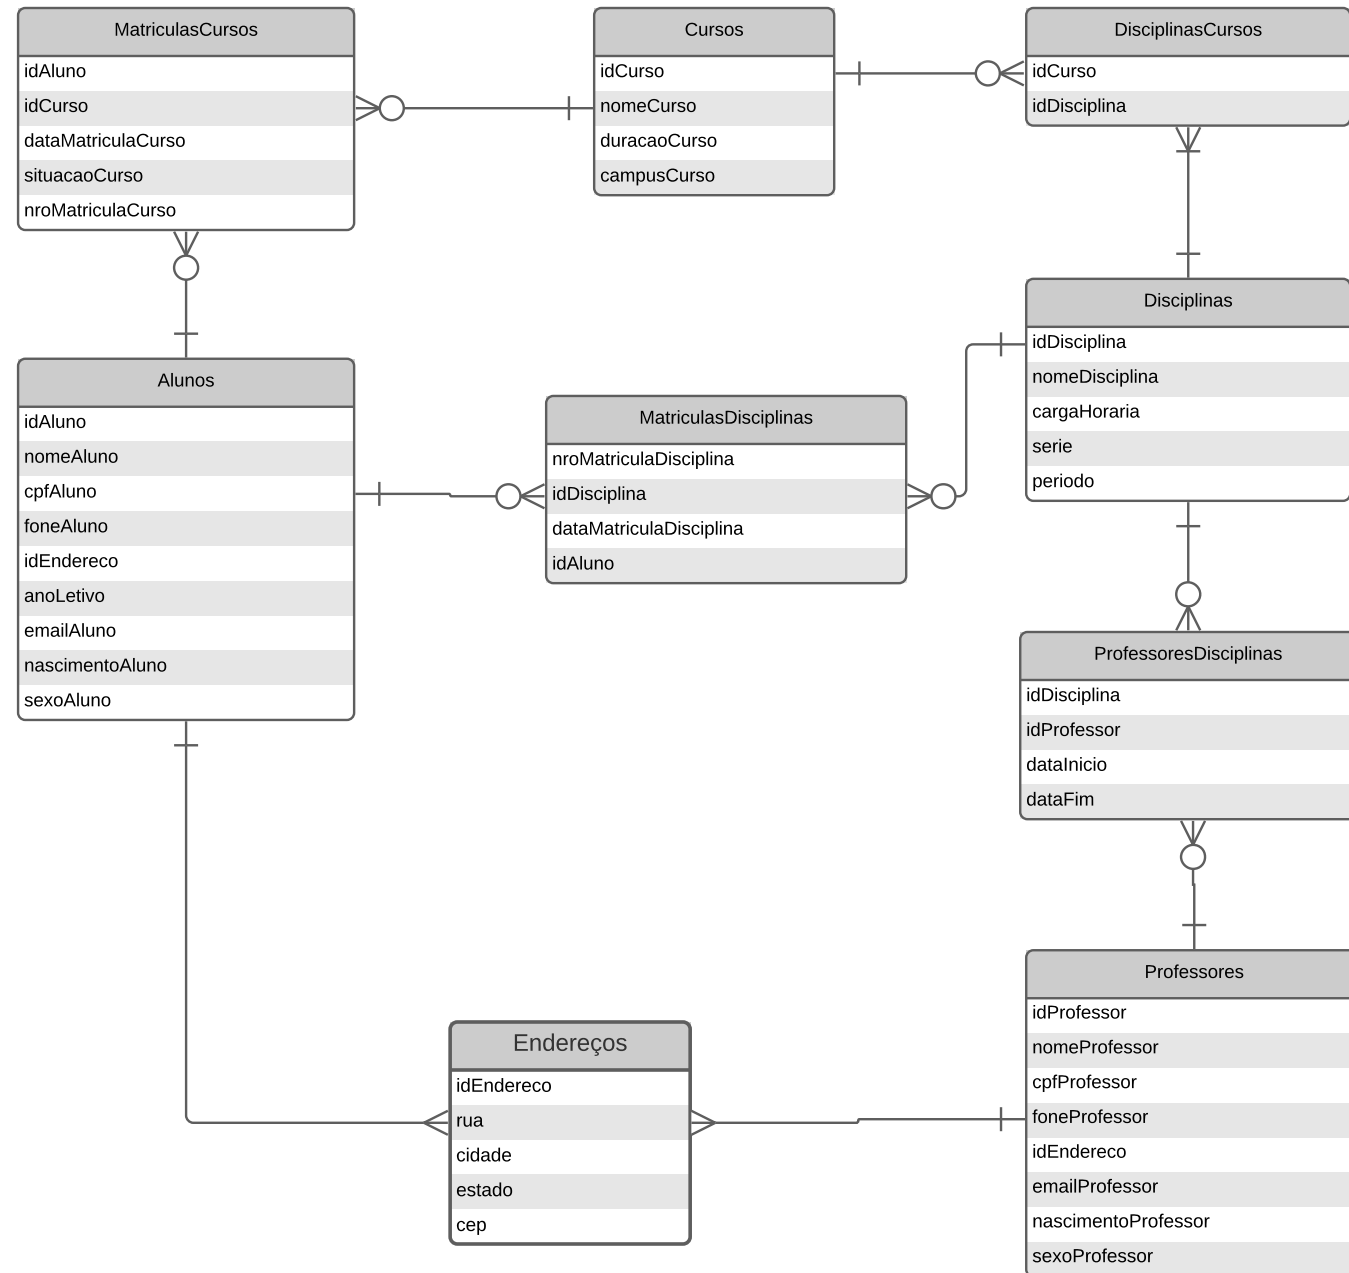 MatriculasCursos
idAluno
idCurso
dataMatriculaCurso
situacaoCurso
nroMatriculaCurso
Cursos
idCurso
nomeCurso
duracaoCurso
campusCurso
DisciplinasCursos
idCurso
idDisciplina
Disciplinas
idDisciplina
nomeDisciplina
cargaHoraria
serie
periodo
Alunos
idAluno
nomeAluno
cpfAluno
foneAluno
idEndereco
anoLetivo
emailAluno
nascimentoAluno
sexoAluno
MatriculasDisciplinas
nroMatriculaDisciplina
idDisciplina
dataMatriculaDisciplina
idAluno
ProfessoresDisciplinas
idDisciplina
idProfessor
dataInicio
dataFim
Endereços
idEndereco
rua
cidade
estado
cep
Professores
idProfessor
nomeProfessor
cpfProfessor
foneProfessor
idEndereco
emailProfessor
nascimentoProfessor
sexoProfessor